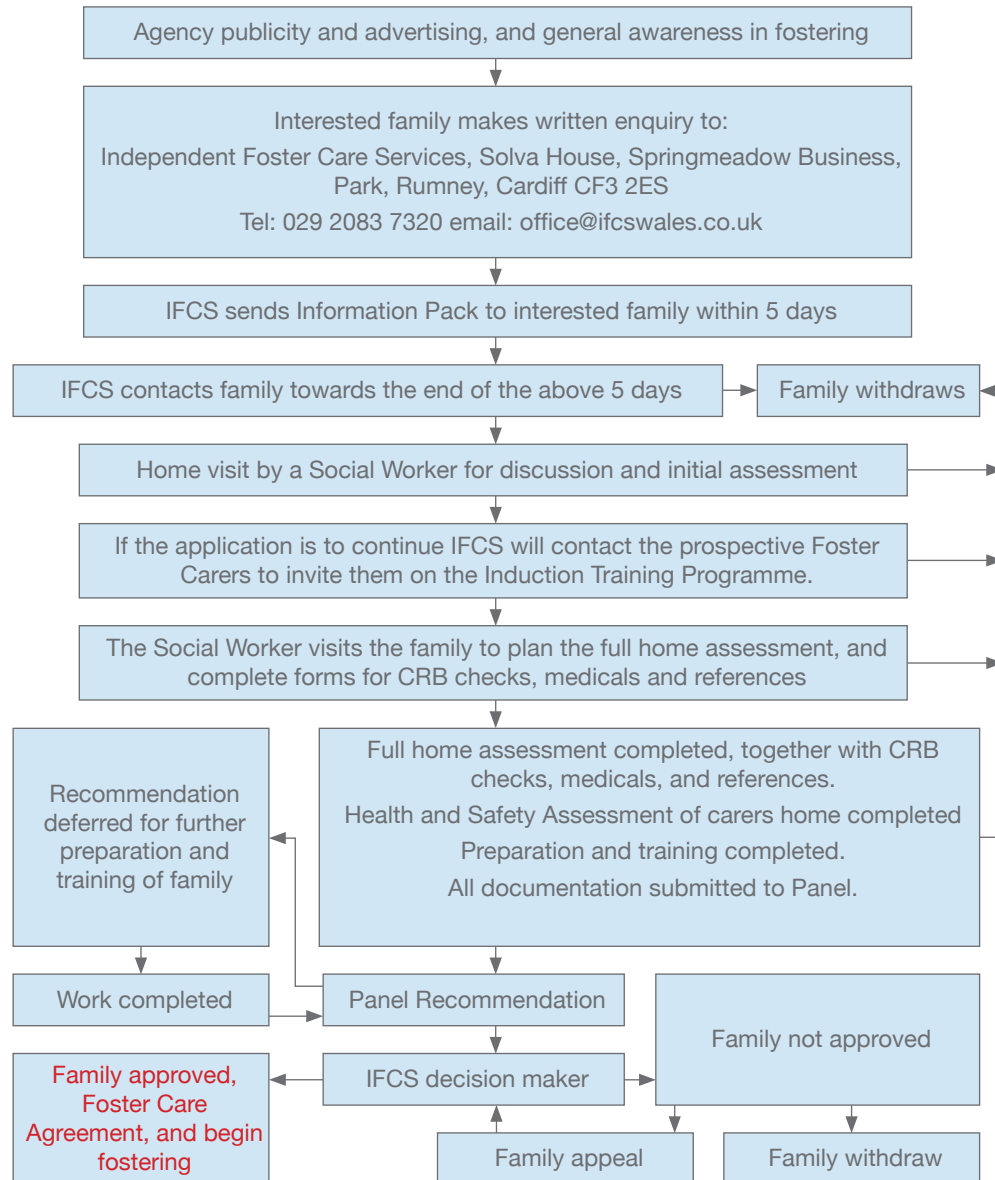 Agency publicity and advertising, and general awareness in fostering
Interested family makes written enquiry to:
Independent Foster Care Services, Solva House, Springmeadow Business,
Park, Rumney, Cardiff CF3 2ES
Tel: 029 2083 7320 email: office@ifcswales.co.uk
IFCS sends Information Pack to interested family within 5 days
IFCS contacts family towards the end of the above 5 days
Family withdraws
Home visit by a Social Worker for discussion and initial assessment
If the application is to continue IFCS will contact the prospective Foster
Carers to invite them on the Induction Training Programme.
The Social Worker visits the family to plan the full home assessment, and
complete forms for CRB checks, medicals and references
Recommendation
deferred for further
preparation and
training of family
Full home assessment completed, together with CRB
checks, medicals, and references.
Health and Safety Assessment of carers home completed
Preparation and training completed.
All documentation submitted to Panel.
Work completed
Panel Recommendation
Family not approved
Family approved,
Foster Care
Agreement, and begin
fostering
IFCS decision maker
Family appeal
Family withdraw